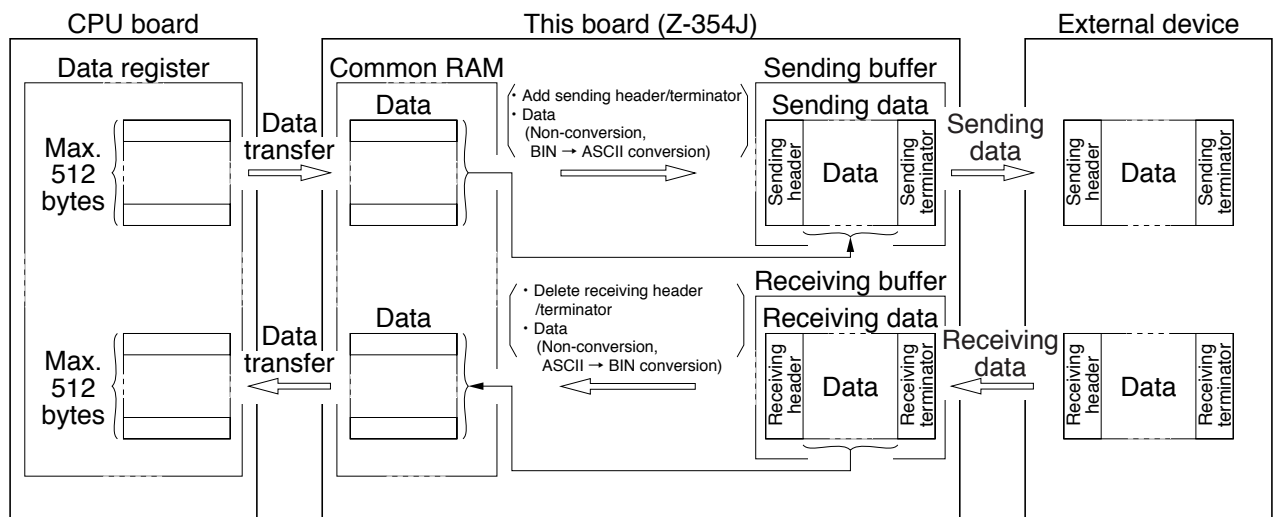 CPU board
This board (Z-354J)
External device
Data register
Common RAM
Sending buffer
Data
・ Add sending header/terminator
・ Data
(Non-conversion,
BIN → ASCII conversion)
Sending data
Max.
512
bytes
Data
transfer
Sending
header
Data
Sending
terminator
Sending
data
Sending
header
Data
Sending
terminator
Receiving buffer
Data
・ Delete receiving header
/terminator
・ Data
(Non-conversion,
ASCII → BIN conversion)
Receiving data
Max.
512
bytes
Data
transfer
Receiving
header
Data
Receiving
terminator
Receiving
data
Receiving
header
Data
Receiving
terminator